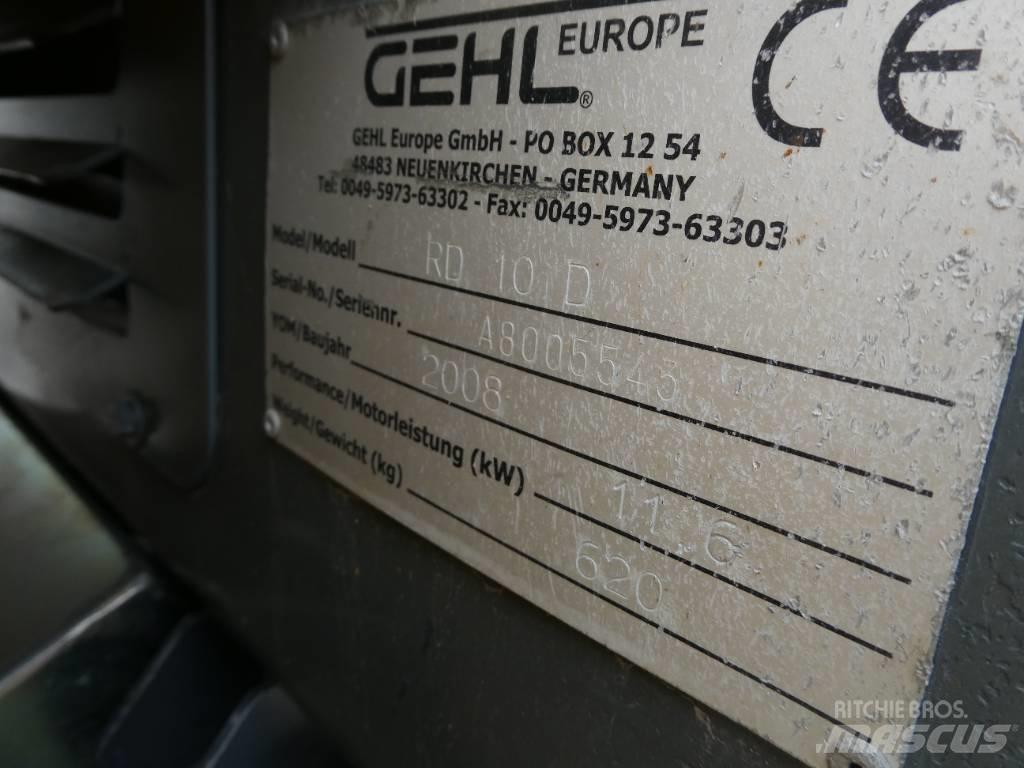 GEHL® EUROPE CE
GEHL Europe GmbH - PO BOX 12 54
48483 NEUENKIRCHEN - GERMANY
Tel: 0049-5973-63302 - Fax: 0049-5973-63303
Model/Modell RD 10 D
Serial-No./Seriennr. A8005545
YOM/Baujahr 2008
Performance/Motorleistung (kW) 11.6
Weight/Gewicht (kg) 620
RITCHIE BROS.
MASCUS